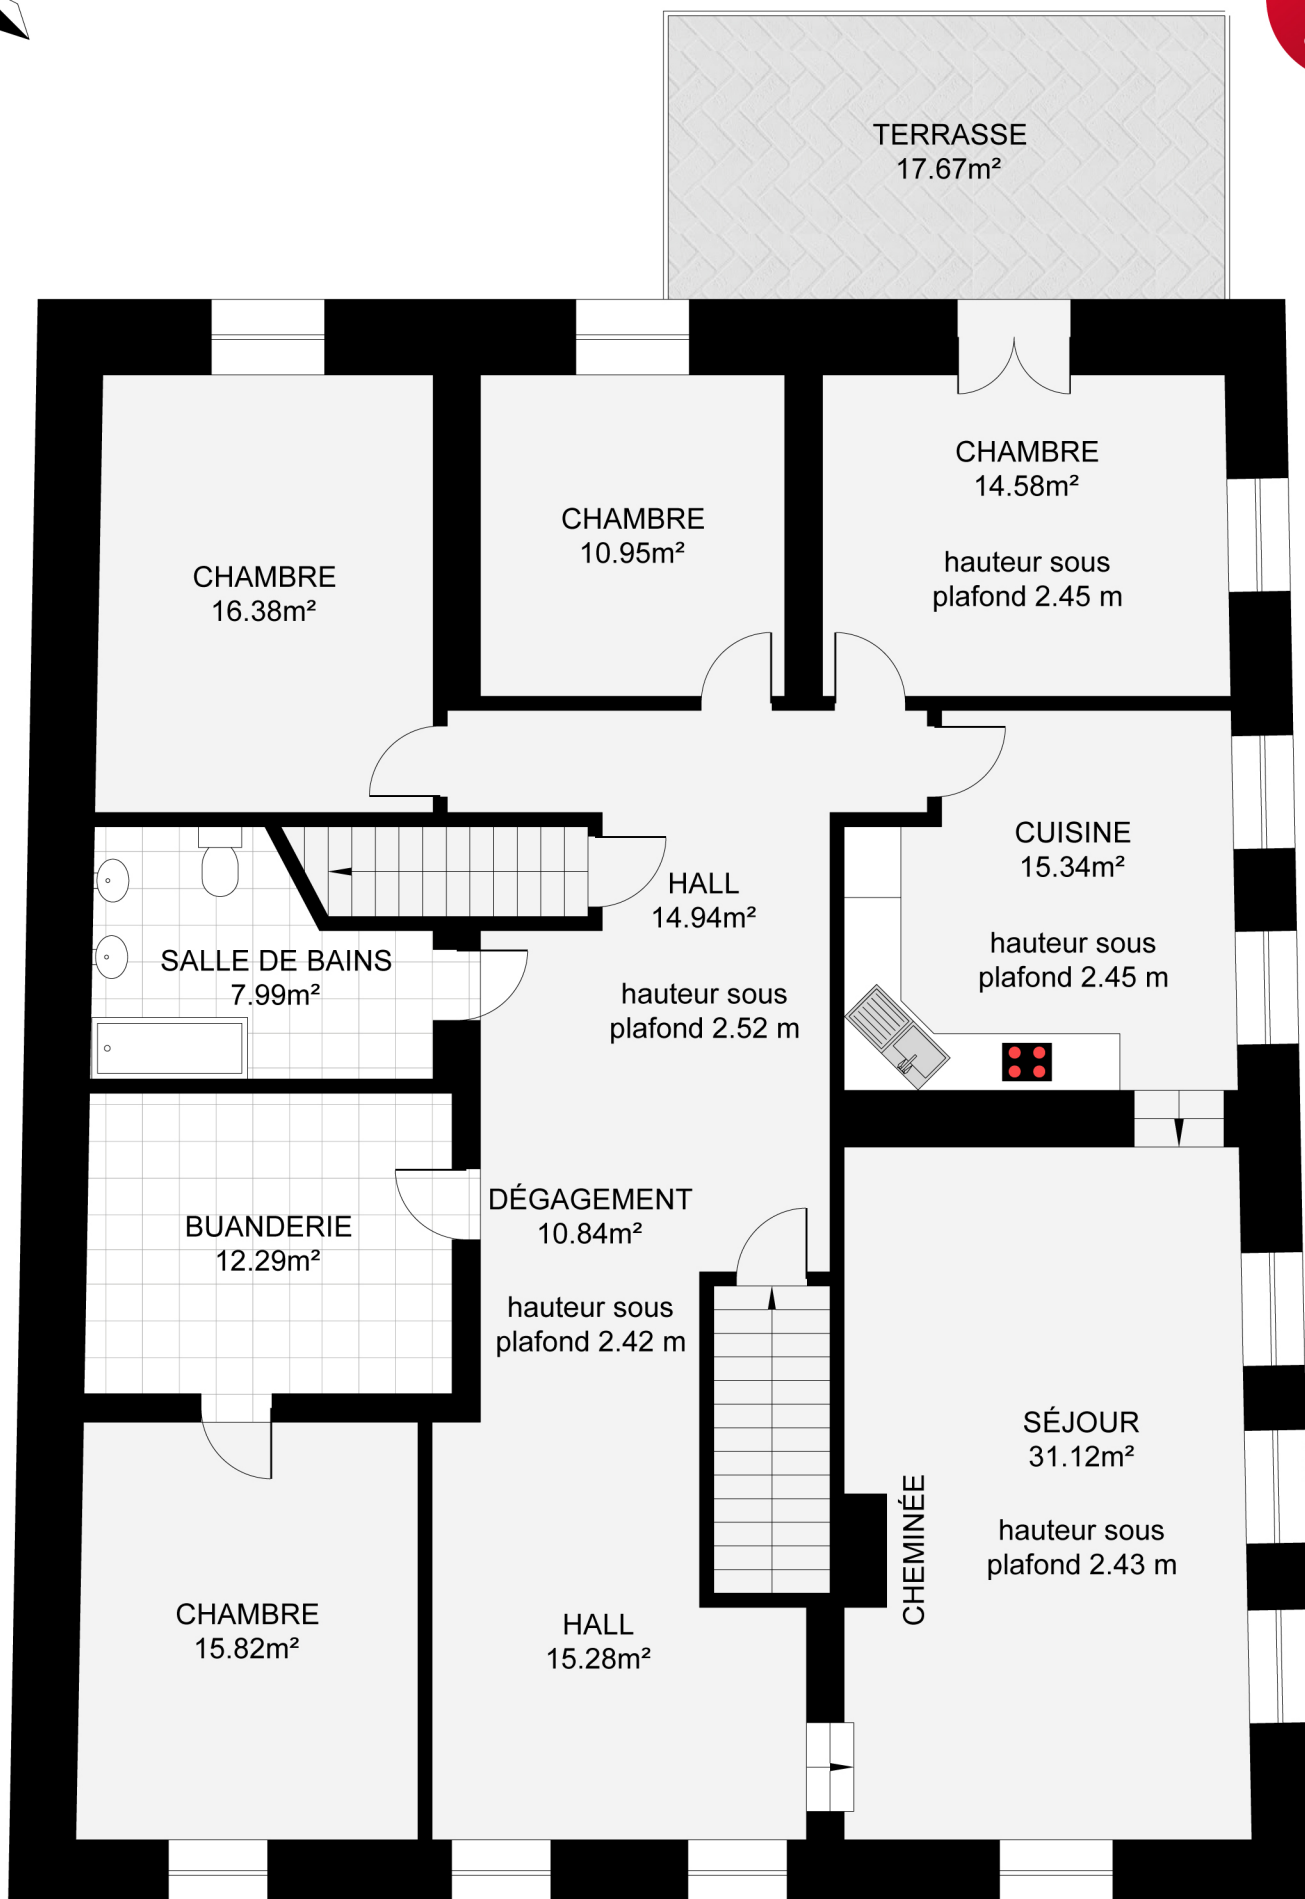 TERRASSE
17.67m²
CHAMBRE
14.58m²
hauteur sous
plafond 2.45 m
CHAMBRE
10.95m²
CHAMBRE
16.38m²
CUISINE
15.34m²
hauteur sous
plafond 2.45 m
HALL
14.94m²
hauteur sous
plafond 2.52 m
SALLE DE BAINS
7.99m²
DÉGAGEMENT
10.84m²
hauteur sous
plafond 2.42 m
BUANDERIE
12.29m²
SÉJOUR
31.12m²
hauteur sous
plafond 2.43 m
CHEMINÉE
CHAMBRE
15.82m²
HALL
15.28m²